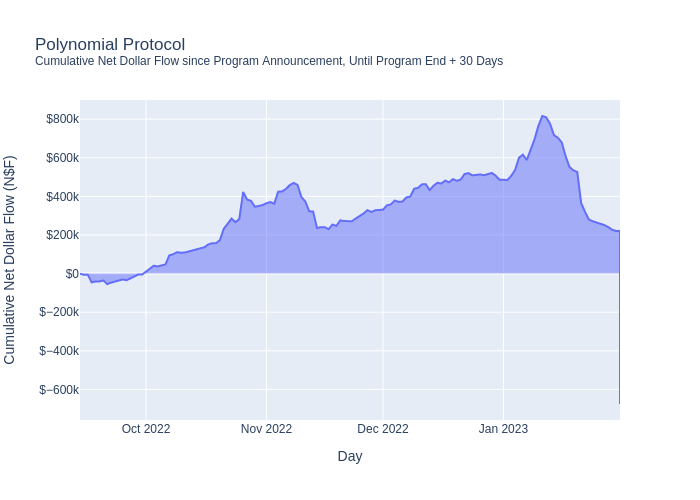 Polynomial Protocol
Cumulative Net Dollar Flow since Program Announcement, Until Program End + 30 Days
Cumulative Net Dollar Flow (N$F)
$800k
$600k
$400k
$200k
$0
$−200k
$−400k
$−600k
Oct 2022
Nov 2022
Dec 2022
Jan 2023
Day